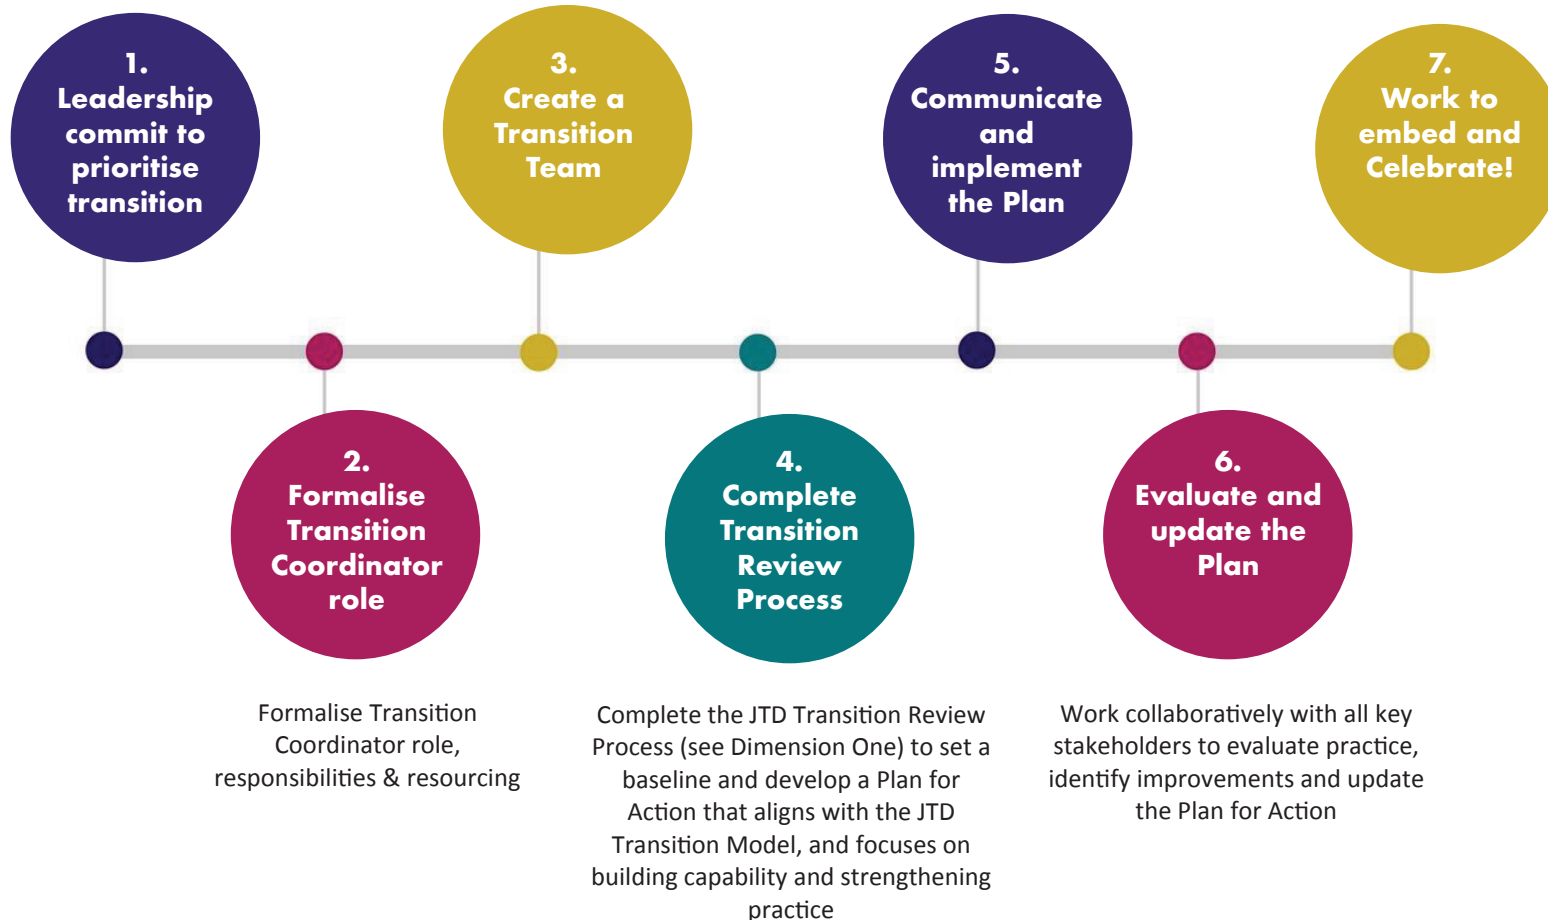 1.
Leadership
commit to
prioritise
transition
2.
Formalise
Transition
Coordinator
role
Formalise Transition
Coordinator role,
responsibilities & resourcing
3.
Create a
Transition
Team
4.
Complete
Transition
Review
Process
Complete the JTD Transition Review
Process (see Dimension One) to set a
baseline and develop a Plan for
Action that aligns with the JTD
Transition Model, and focuses on
building capability and strengthening
practice
5.
Communicate
and
implement
the Plan
6.
Evaluate and
update the
Plan
Work collaboratively with all key
stakeholders to evaluate practice,
identify improvements and update
the Plan for Action
7.
Work to
embed and
Celebrate!